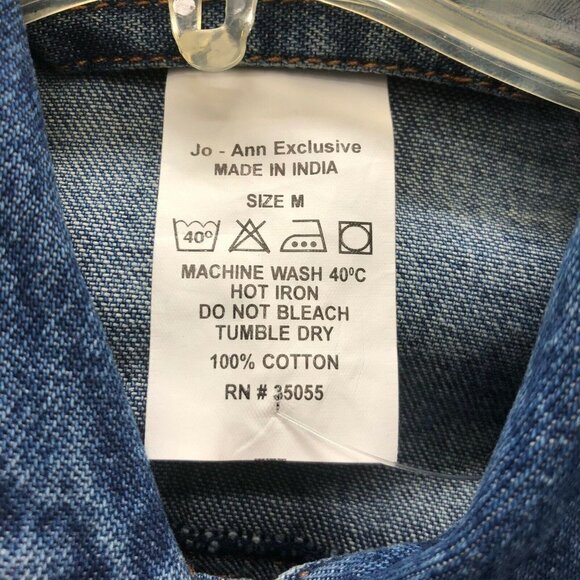 Jo - Ann Exclusive
MADE IN INDIA
SIZE M
40º
MACHINE WASH 40ºC
HOT IRON
DO NOT BLEACH
TUMBLE DRY
100% COTTON
RN # 35055